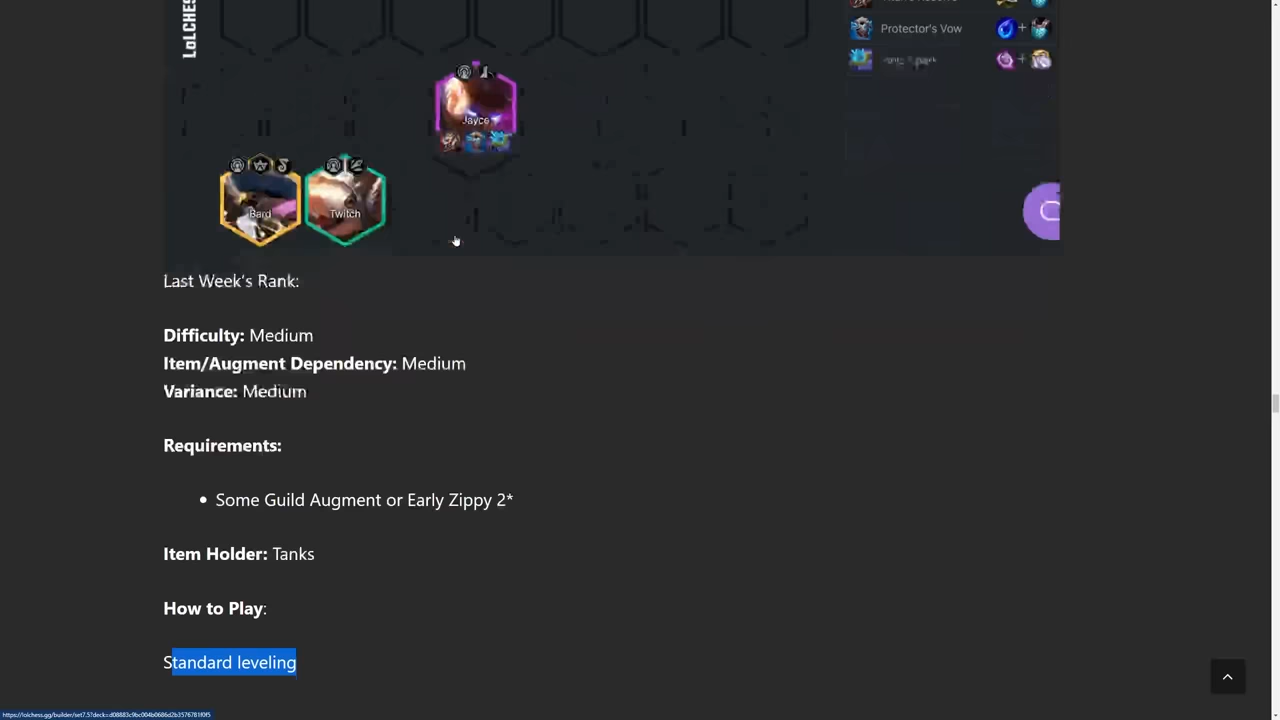 LoLCHES
Protector's Vow
Jayce
Bard
Twitch
Last Week's Rank:
Difficulty: Medium
Item/Augment Dependency: Medium
Variance: Medium
Requirements:
• Some Guild Augment or Early Zippy 2*
Item Holder: Tanks
How to Play:
Standard leveling